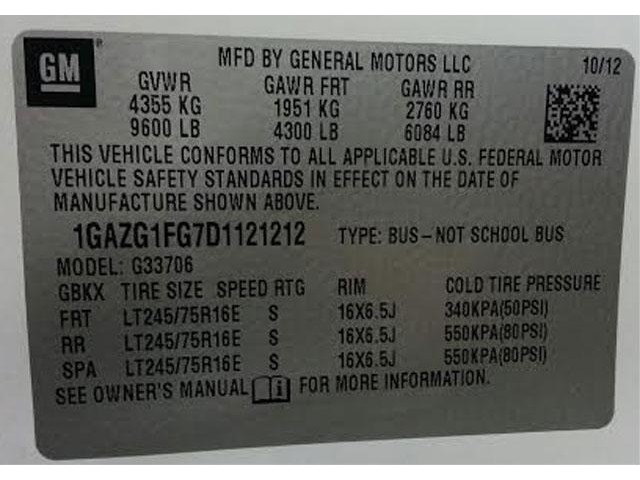 GM
MFD BY GENERAL MOTORS LLC 10/12
GVWR GAWR FRT GAWR RR
4355 KG 1951 KG 2760 KG
9600 LB 4300 LB 6084 LB
THIS VEHICLE CONFORMS TO ALL APPLICABLE U.S. FEDERAL MOTOR
VEHICLE SAFETY STANDARDS IN EFFECT ON THE DATE OF
MANUFACTURE SHOWN ABOVE.
1GAZG1FG7D1121212 TYPE: BUS-NOT SCHOOL BUS
MODEL: G33706
GBKX TIRE SIZE SPEED RTG RIM COLD TIRE PRESSURE
FRT LT245/75R16E S 16X6.5J 340KPA(50PSI)
RR LT245/75R16E S 16X6.5J 550KPA(80PSI)
SPA LT245/75R16E S 16X6.5J 550KPA(80PSI)
SEE OWNER'S MANUAL FOR MORE INFORMATION.